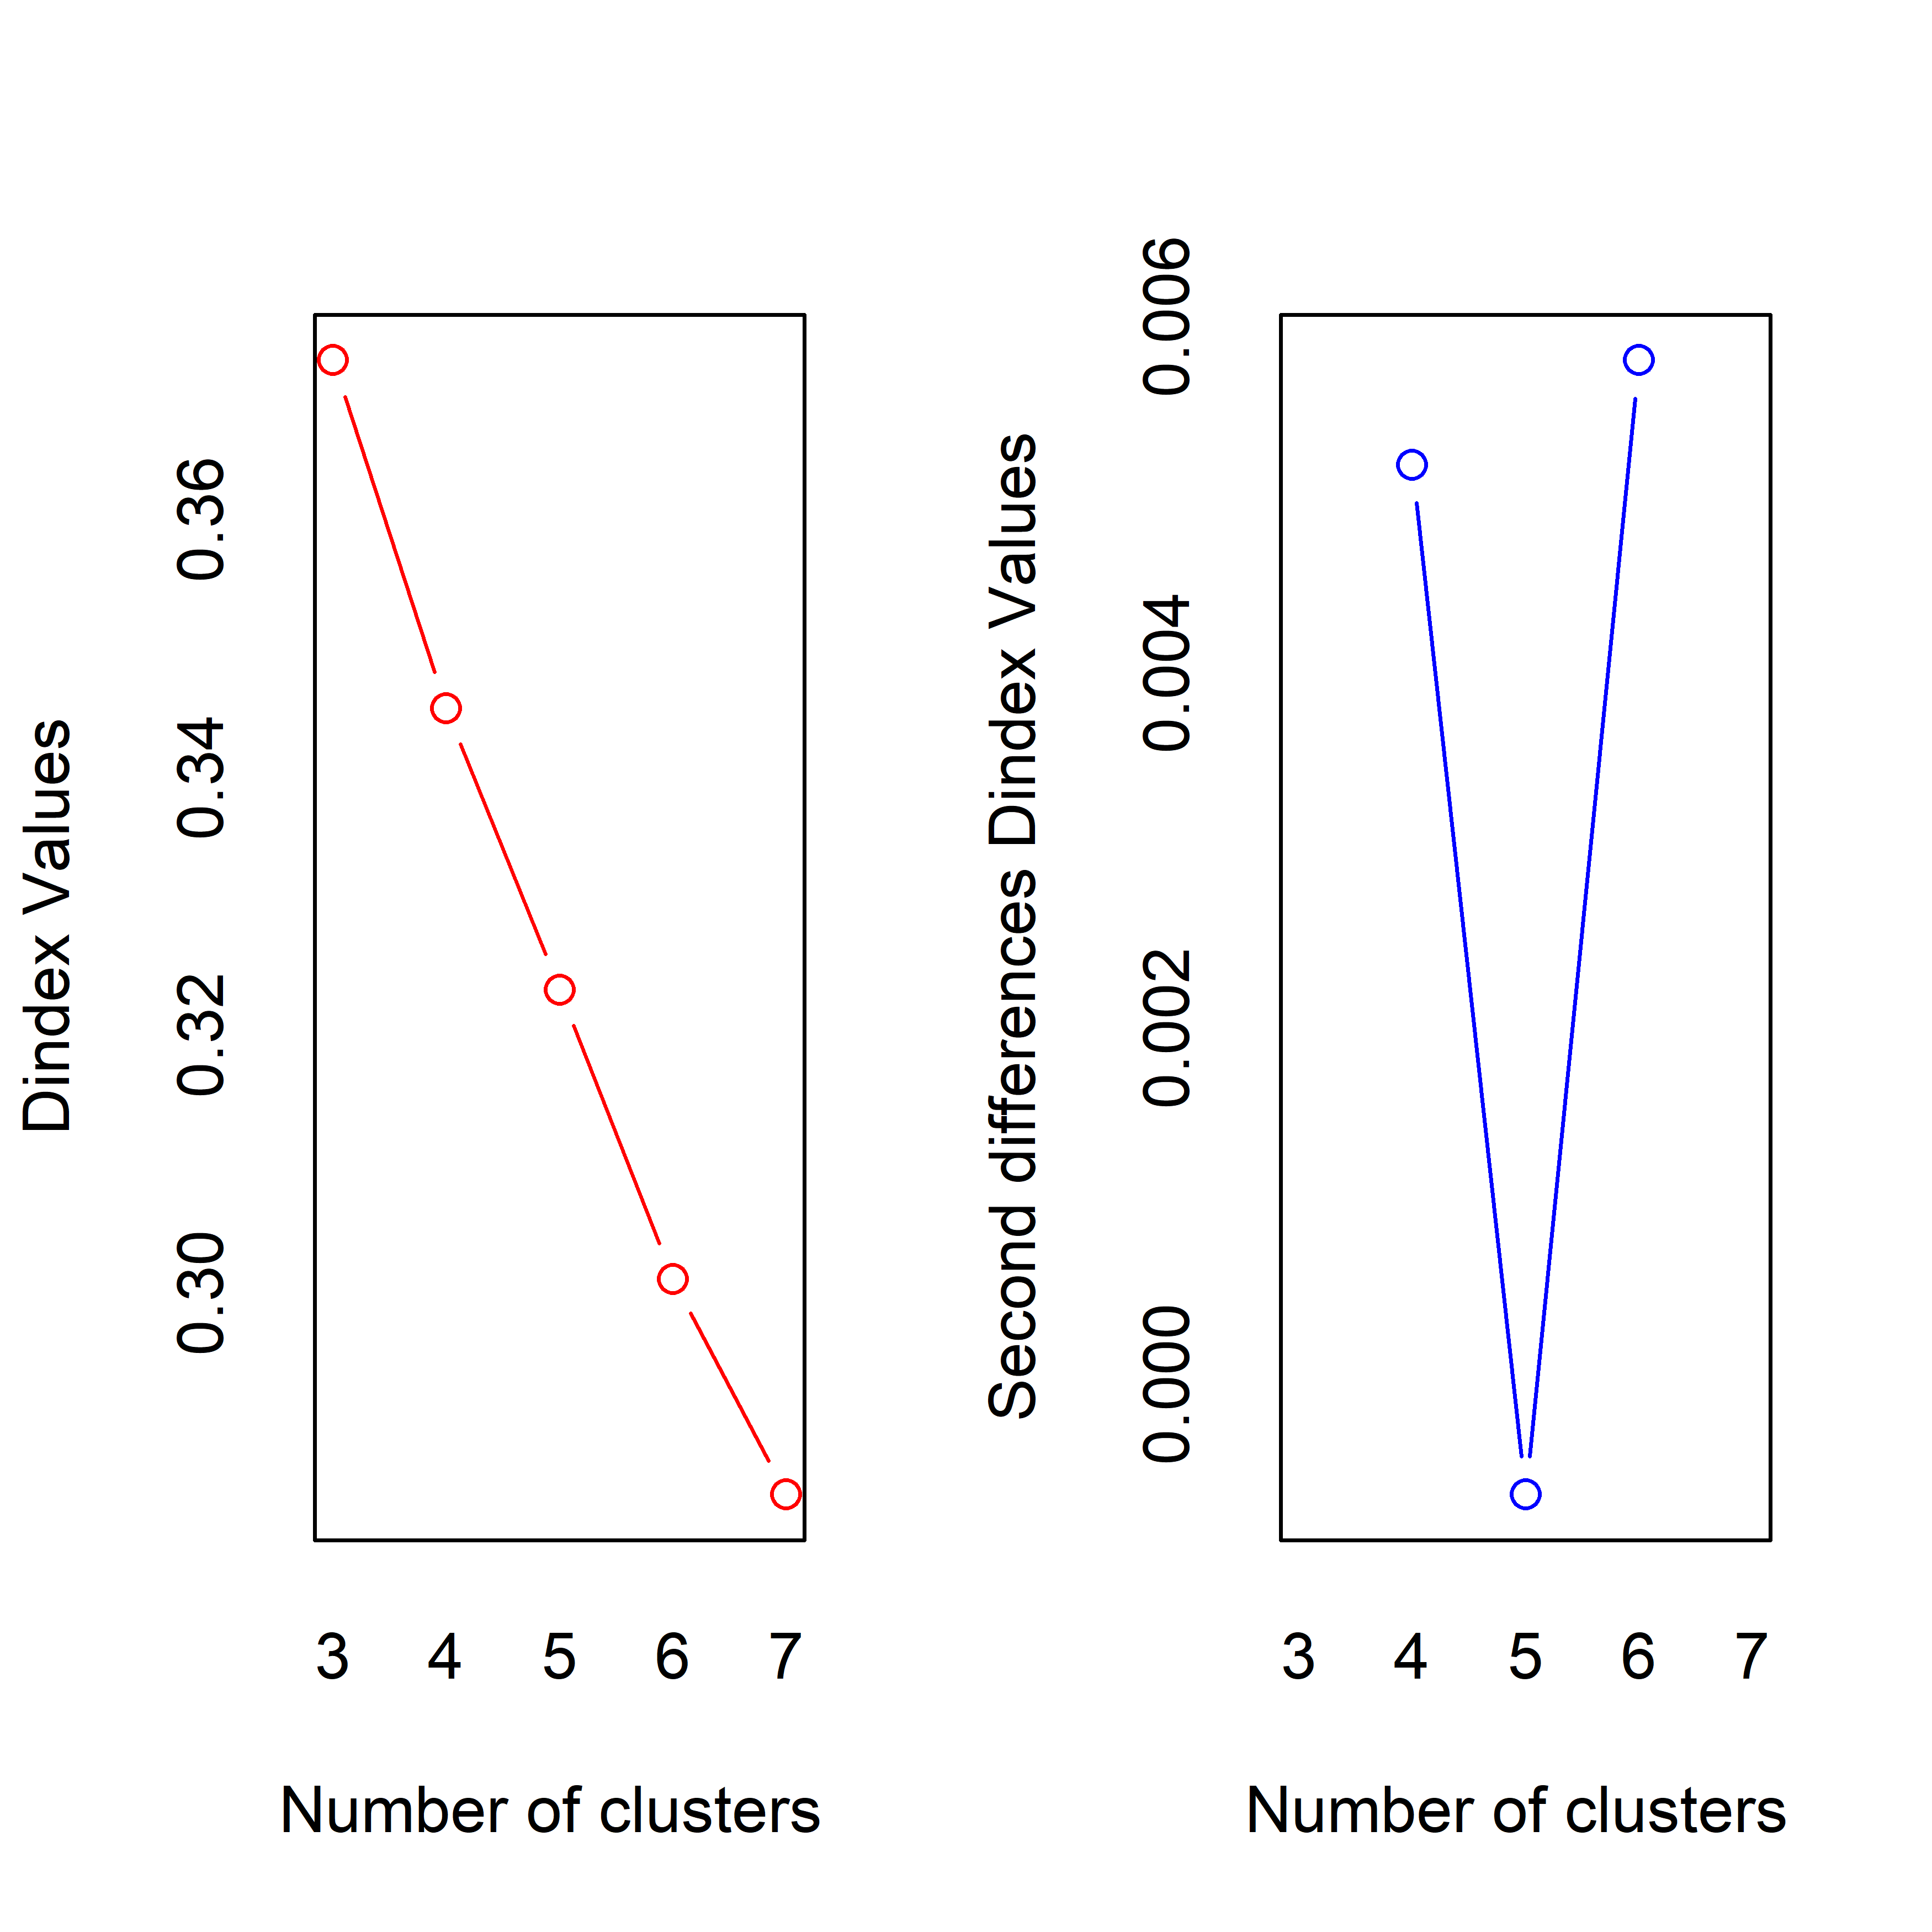 Dindex Values
0.30
0.32
0.34
0.36
3 4 5 6 7
Number of clusters
Second differences Dindex Values
0.000
0.002
0.004
0.006
3 4 5 6 7
Number of clusters